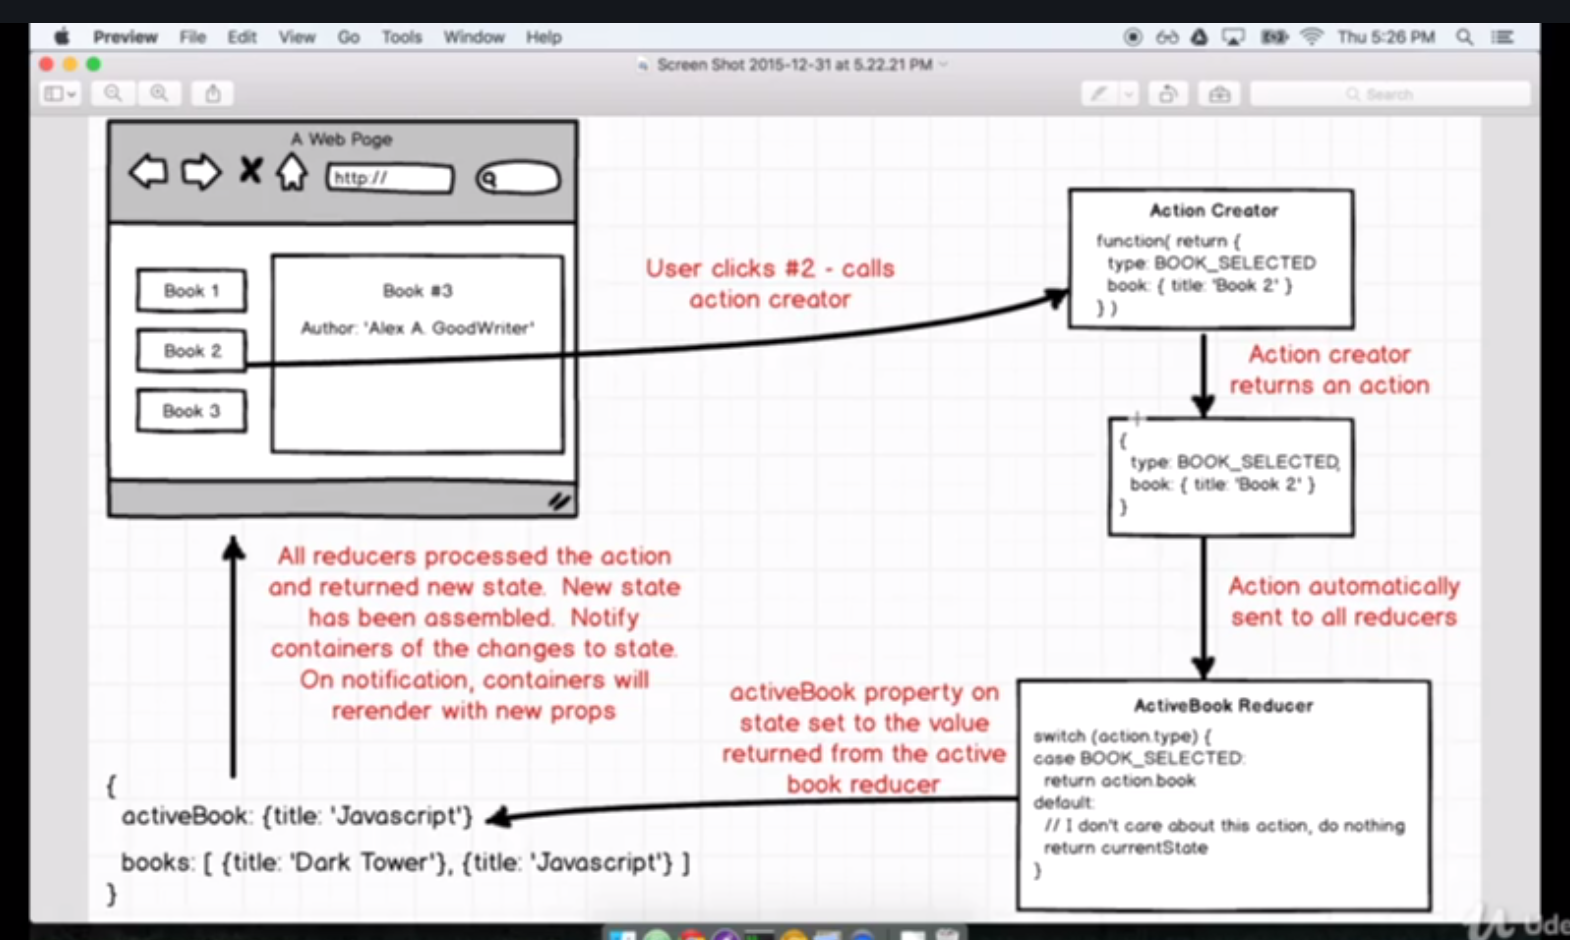 Preview File Edit View Go Tools Window Help
Thu 5:26 PM
Screen Shot 2015-12-31 at 5.22.21 PM
Search
A Web Page
http://
Book 1
Book 2
Book 3
Book #3
Author: 'Alex A. GoodWriter'
User clicks #2 - calls
action creator
Action Creator
function( return {
type: BOOK_SELECTED
book: { title: 'Book 2' }
} )
Action creator
returns an action
{
type: BOOK_SELECTED,
book: { title: 'Book 2' }
}
Action automatically
sent to all reducers
ActiveBook Reducer
switch (action.type) {
case BOOK_SELECTED:
return action.book
default:
// I don't care about this action, do nothing
return currentState
}
activeBook property on
state set to the value
returned from the active
book reducer
All reducers processed the action
and returned new state. New state
has been assembled. Notify
containers of the changes to state.
On notification, containers will
rerender with new props
{
activeBook: {title: 'Javascript'}
books: [ {title: 'Dark Tower'}, {title: 'Javascript'} ]
}
Ude